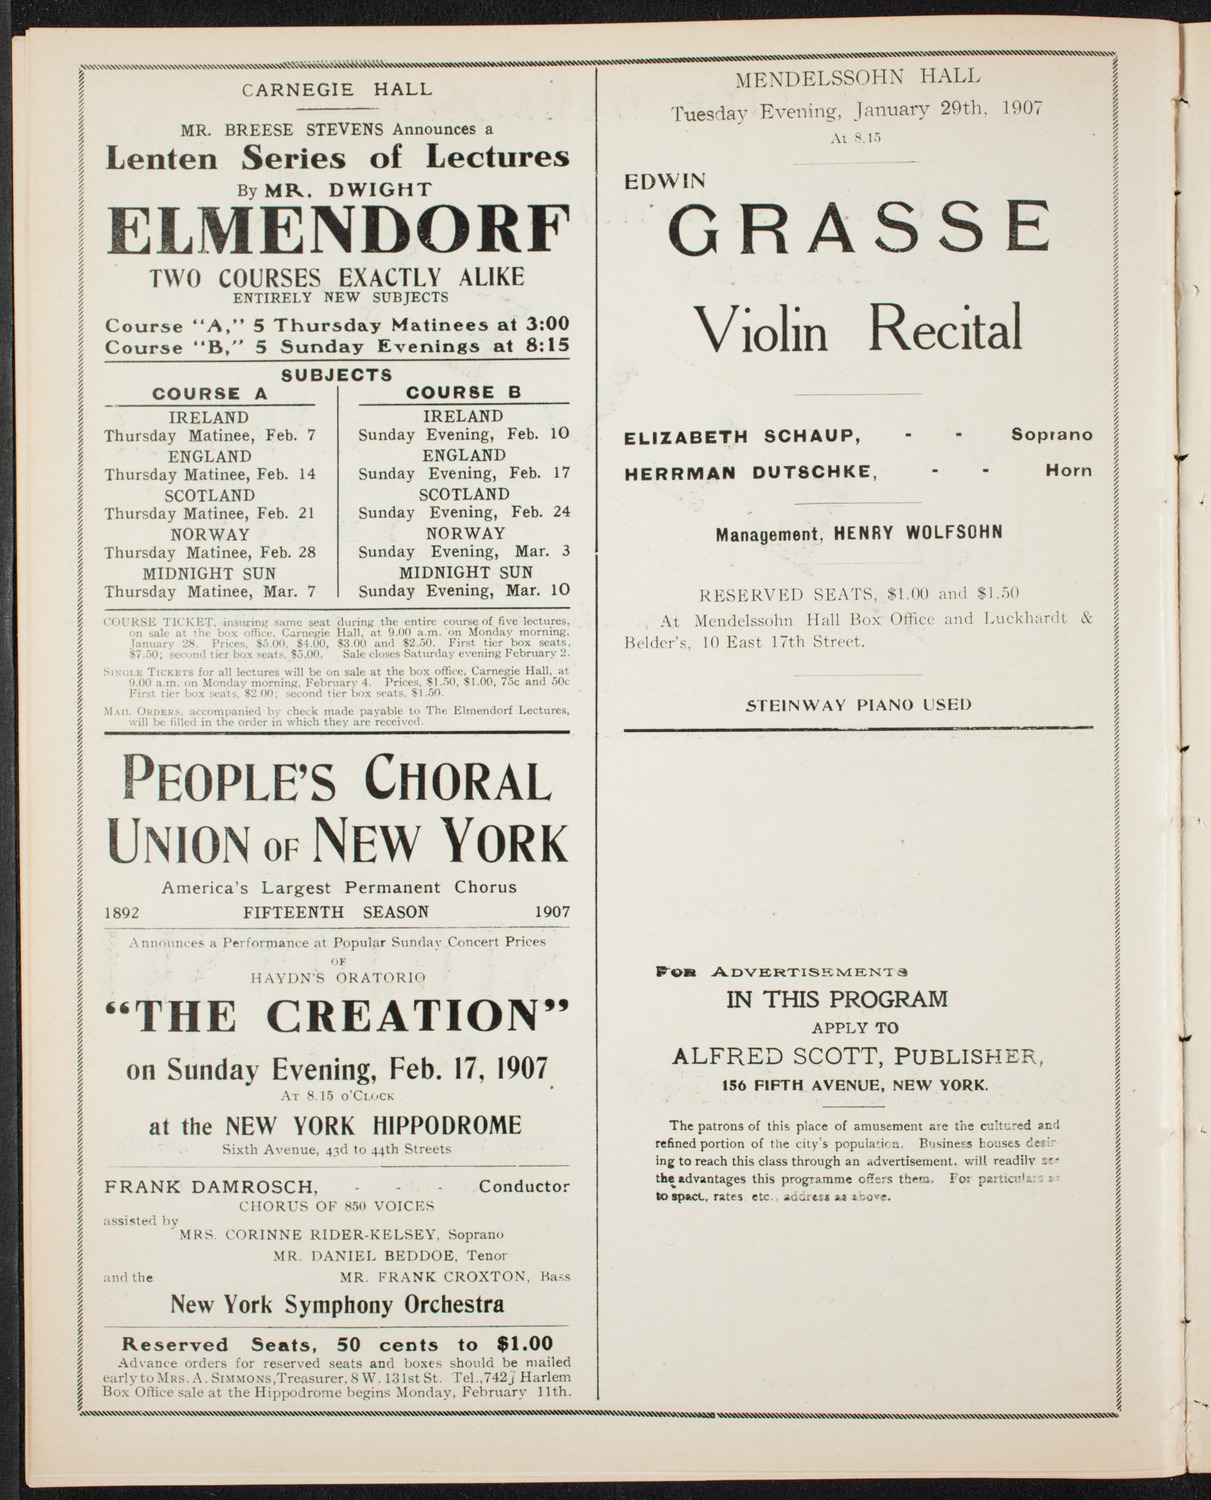 CARNEGIE HALL
MR. BREESE STEVENS Announces a
Lenten Series of Lectures
By MR. DWIGHT
ELMENDORF
TWO COURSES EXACTLY ALIKE
ENTIRELY NEW SUBJECTS
Course "A," 5 Thursday Matinees at 3:00
Course "B," 5 Sunday Evenings at 8:15
SUBJECTS
COURSE A
IRELAND
Thursday Matinee, Feb. 7
ENGLAND
Thursday Matinee, Feb. 14
SCOTLAND
Thursday Matinee, Feb. 21
NORWAY
Thursday Matinee, Feb. 28
MIDNIGHT SUN
Thursday Matinee, Mar. 7
COURSE B
IRELAND
Sunday Evening, Feb. 10
ENGLAND
Sunday Evening, Feb. 17
SCOTLAND
Sunday Evening, Feb. 24
NORWAY
Sunday Evening, Mar. 3
MIDNIGHT SUN
Sunday Evening, Mar. 10
COURSE TICKET, insuring same seat during the entire course of five lectures,
on sale at the box office, Carnegie Hall, at 9.00 a.m. on Monday morning,
January 28. Prices, $5.00, $4.00, $3.00 and $2.50. First tier box seats,
$7.50; second tier box seats, $5.00. Sale closes Saturday evening February 2.
SINGLE TICKETS for all lectures will be on sale at the box office, Carnegie Hall, at
9.00 a.m. on Monday morning, February 4. Prices, $1.50, $1.00, 75c and 50c
First tier box seats, $2.00; second tier box seats, $1.50.
MAIL ORDERS, accompanied by check made payable to The Elmendorf Lectures,
will be filled in the order in which they are received.
PEOPLE'S CHORAL
UNION OF NEW YORK
America's Largest Permanent Chorus
1892 FIFTEENTH SEASON 1907
Announces a Performance at Popular Sunday Concert Prices
OF
HAYDN'S ORATORIO
"THE CREATION"
on Sunday Evening, Feb. 17, 1907
AT 8.15 O'CLOCK
at the NEW YORK HIPPODROME
Sixth Avenue, 43d to 44th Streets
FRANK DAMROSCH, - - - Conductor
CHORUS OF 850 VOICES
assisted by
MRS. CORINNE RIDER-KELSEY, Soprano
MR. DANIEL BEDDOE, Tenor
and the MR. FRANK CROXTON, Bass
New York Symphony Orchestra
Reserved Seats, 50 cents to $1.00
Advance orders for reserved seats and boxes should be mailed
early to MRS. A. SIMMONS, Treasurer, 8 W. 131st St. Tel., 742 j Harlem
Box Office sale at the Hippodrome begins Monday, February 11th.
MENDELSSOHN HALL
Tuesday Evening, January 29th, 1907
At 8.15
EDWIN
GRASSE
Violin Recital
ELIZABETH SCHAUP, - - Soprano
HERRMAN DUTSCHKE, - - Horn
Management, HENRY WOLFSOHN
RESERVED SEATS, $1.00 and $1.50
At Mendelssohn Hall Box Office and Luckhardt &
Belder's, 10 East 17th Street.
STEINWAY PIANO USED
FOR ADVERTISEMENTS
IN THIS PROGRAM
APPLY TO
ALFRED SCOTT, PUBLISHER,
156 FIFTH AVENUE, NEW YORK.
The patrons of this place of amusement are the cultured and
refined portion of the city's population. Business houses desir-
ing to reach this class through an advertisement, will readily see
the advantages this programme offers them. For particulars as
to spact, rates etc., address as above.